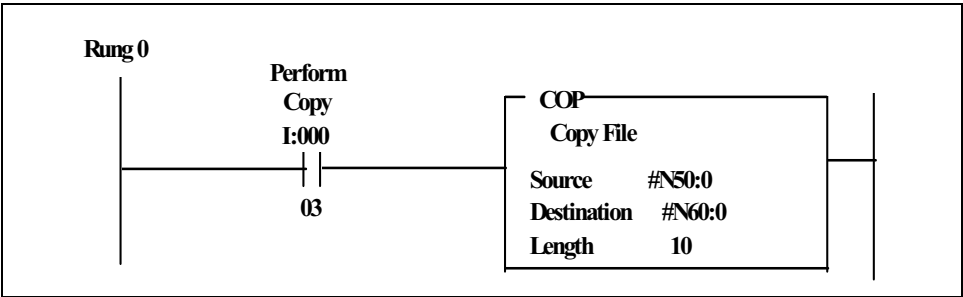 Rung 0
Perform
Copy
I:000
03
COP
Copy File
Source #N50:0
Destination #N60:0
Length 10